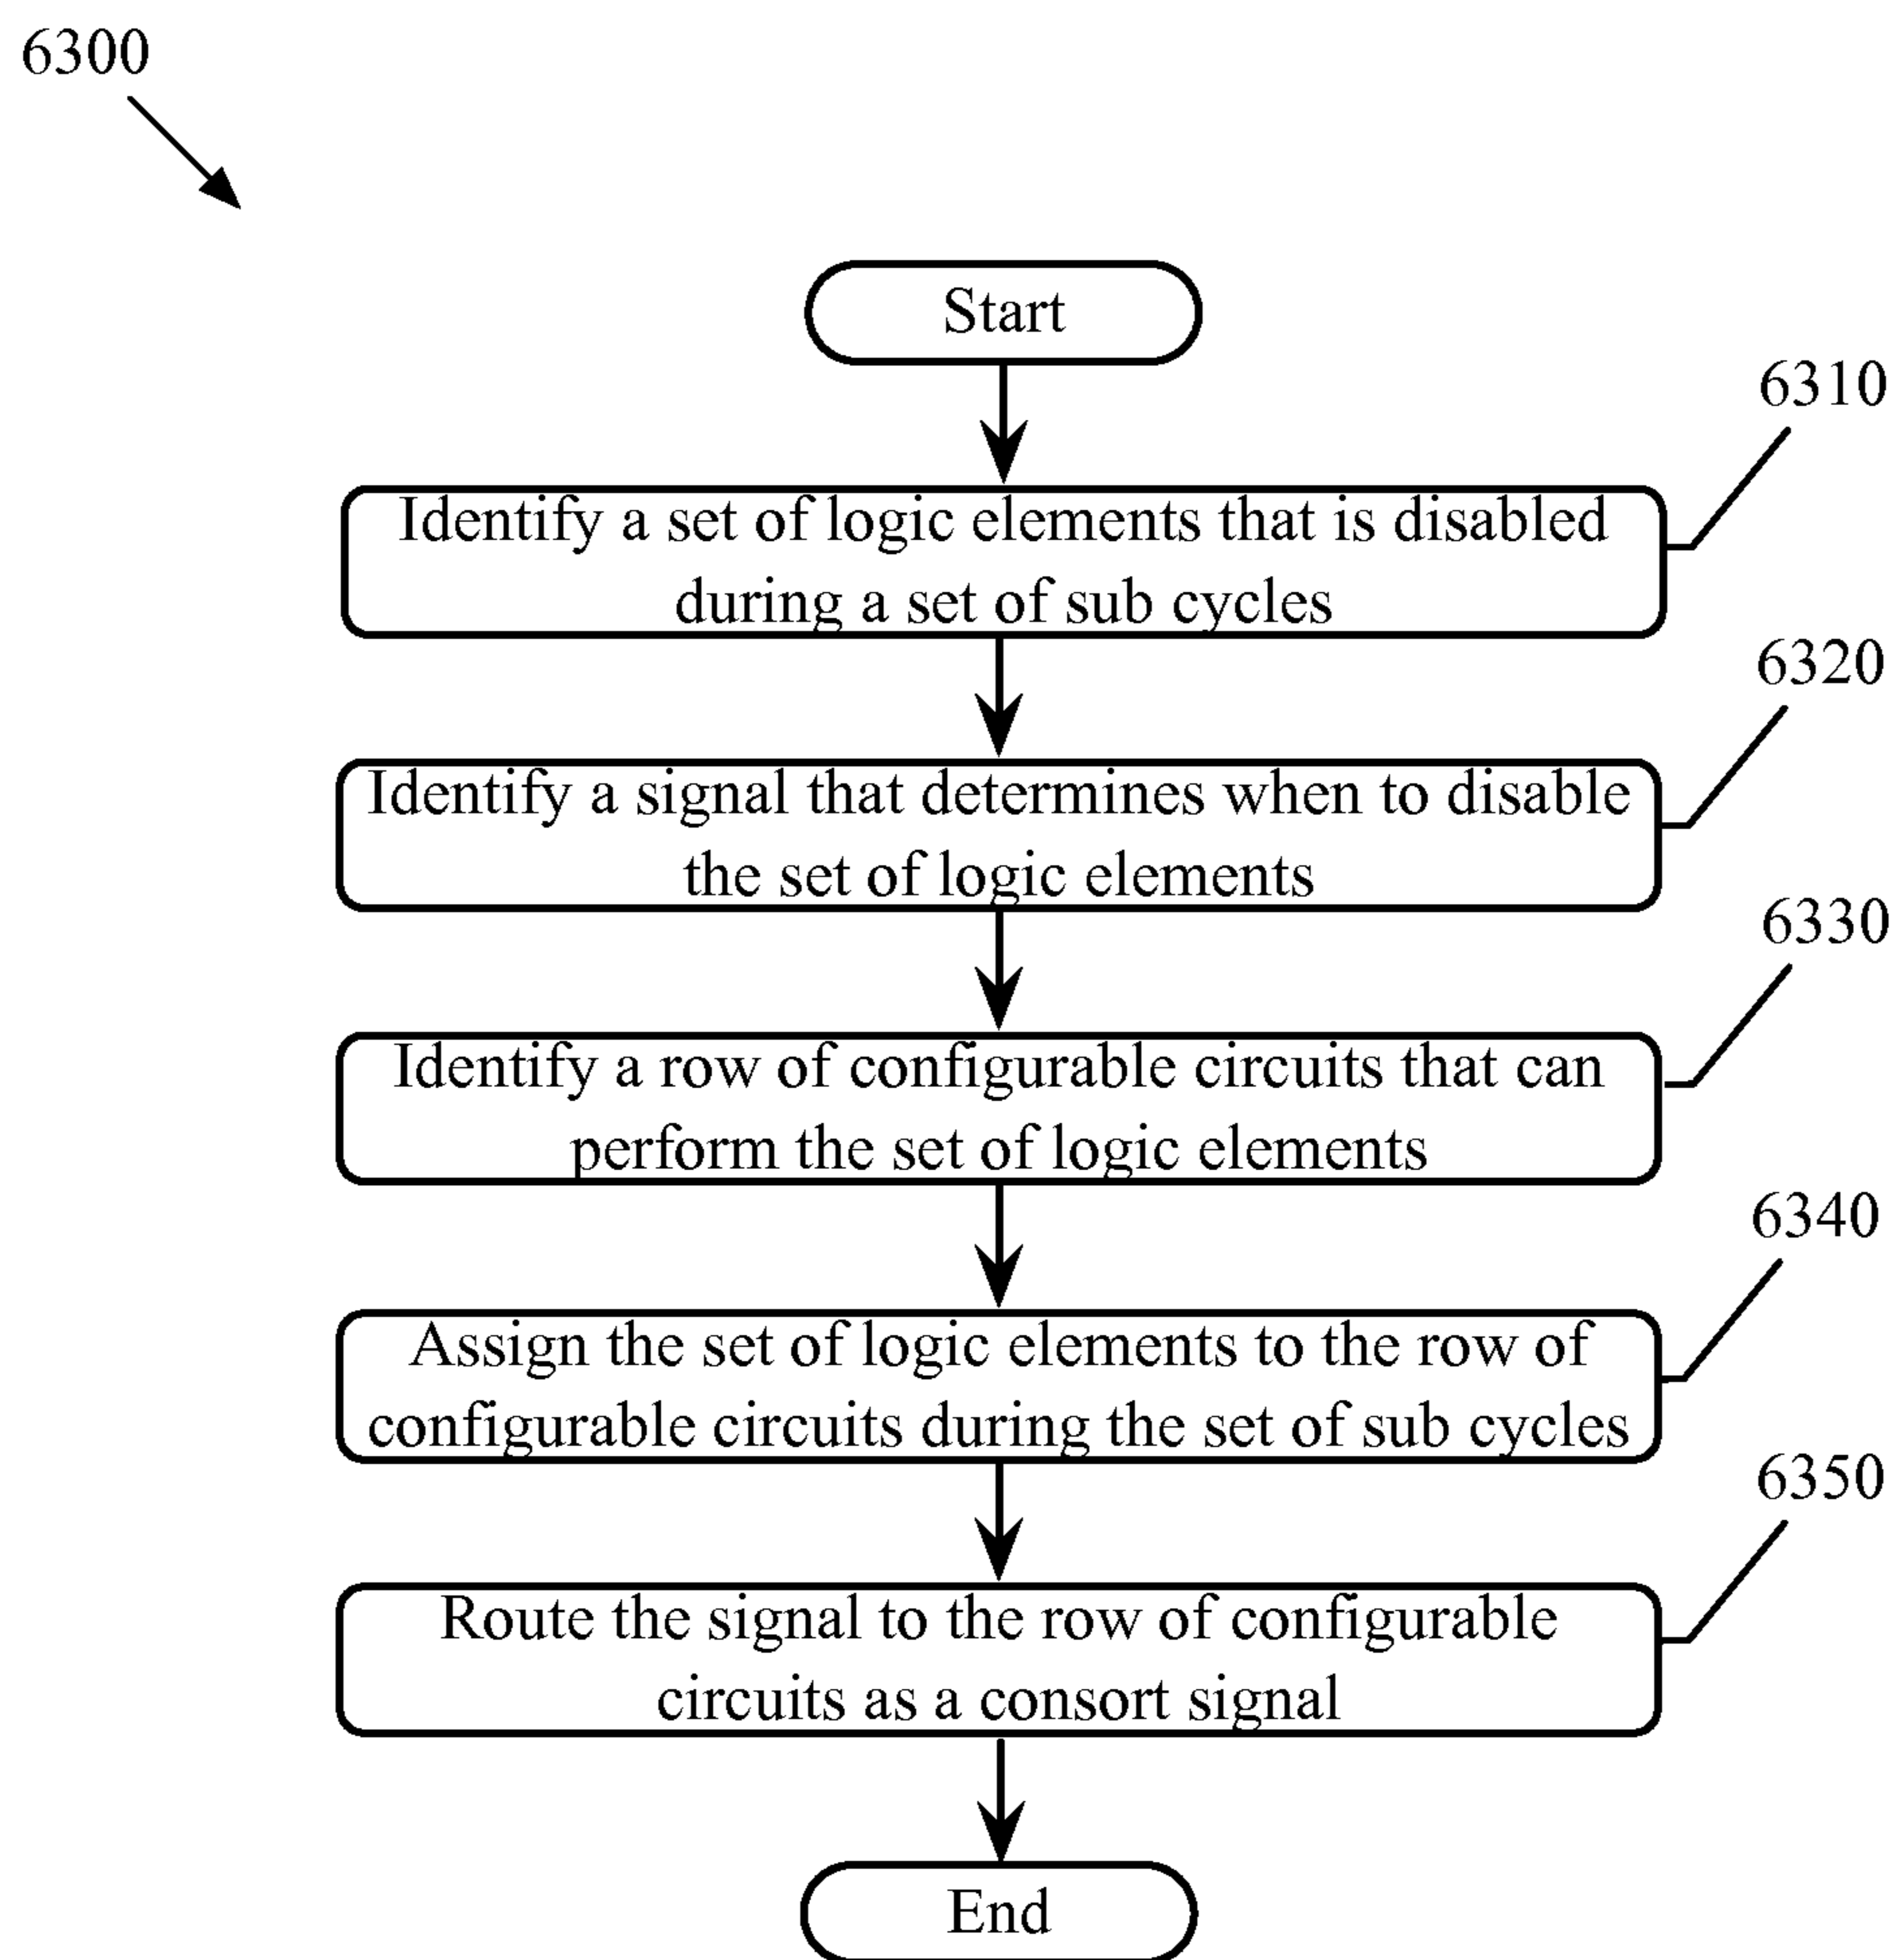 6300
Start
6310
Identify a set of logic elements that is disabled
during a set of sub cycles
6320
Identify a signal that determines when to disable
the set of logic elements
6330
Identify a row of configurable circuits that can
perform the set of logic elements
6340
Assign the set of logic elements to the row of
configurable circuits during the set of sub cycles
6350
Route the signal to the row of configurable
circuits as a consort signal
End